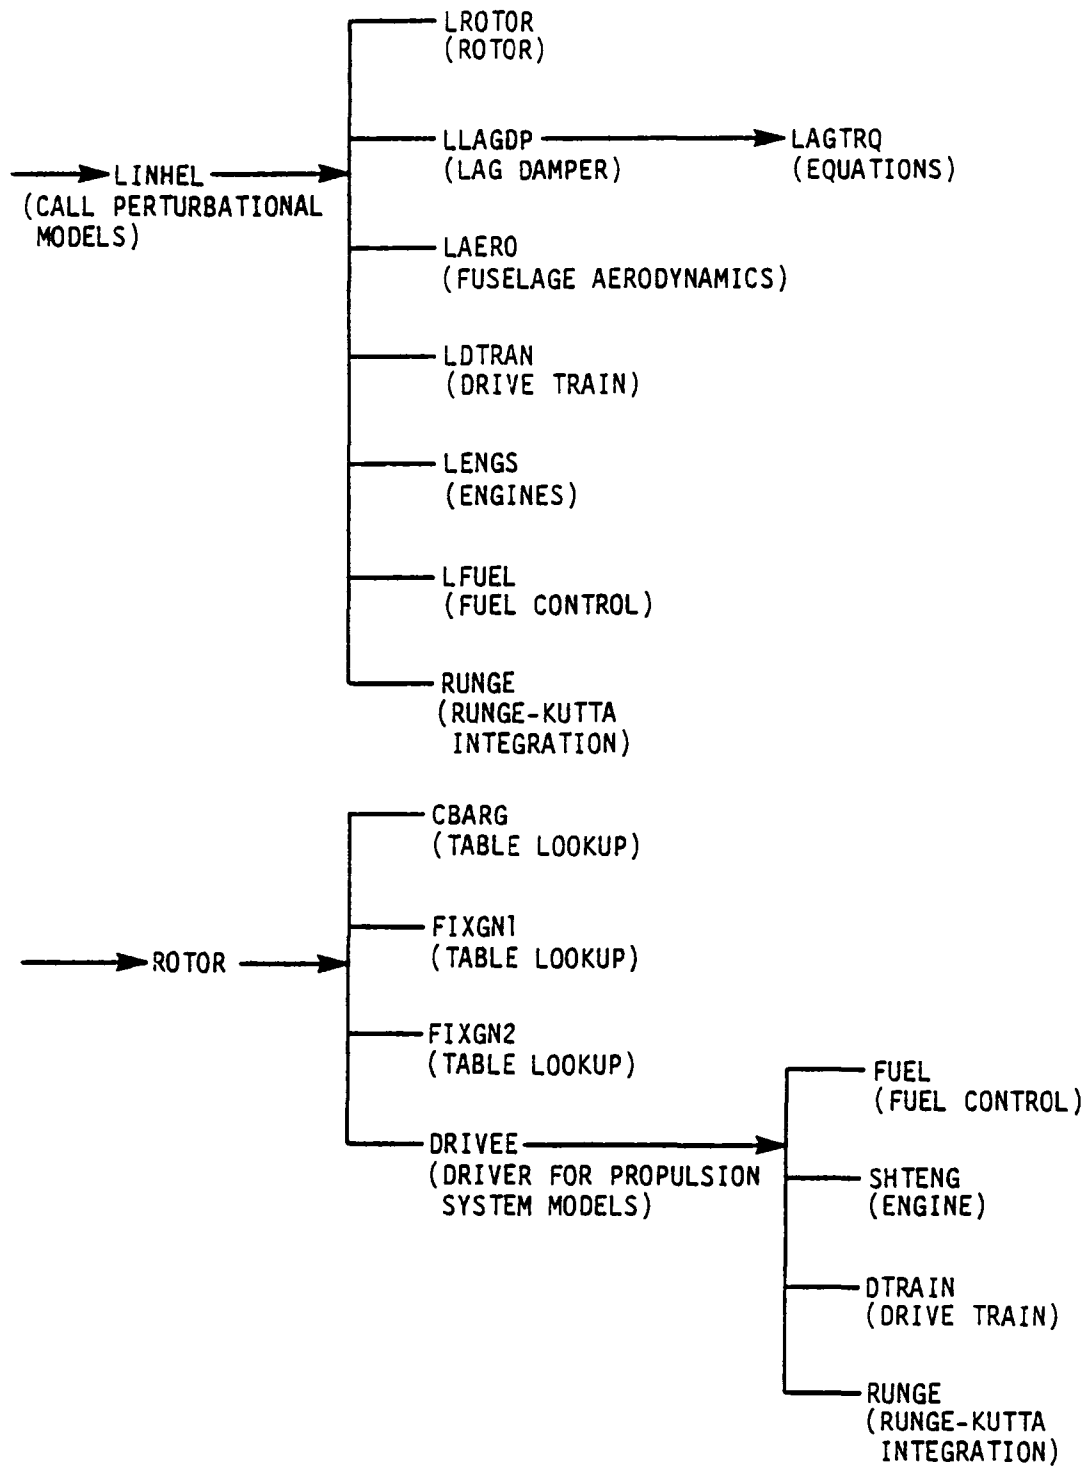 LROTOR
(ROTOR)
LLAGDP
(LAG DAMPER)
LAGTRQ
(EQUATIONS)
LINHEL
(CALL PERTURBATIONAL
MODELS)
LAERO
(FUSELAGE AERODYNAMICS)
LDTRAN
(DRIVE TRAIN)
LENGS
(ENGINES)
LFUEL
(FUEL CONTROL)
RUNGE
(RUNGE-KUTTA
INTEGRATION)
CBARG
(TABLE LOOKUP)
FIXGN1
(TABLE LOOKUP)
ROTOR
FIXGN2
(TABLE LOOKUP)
DRIVEE
(DRIVER FOR PROPULSION
SYSTEM MODELS)
FUEL
(FUEL CONTROL)
SHTENG
(ENGINE)
DTRAIN
(DRIVE TRAIN)
RUNGE
(RUNGE-KUTTA
INTEGRATION)